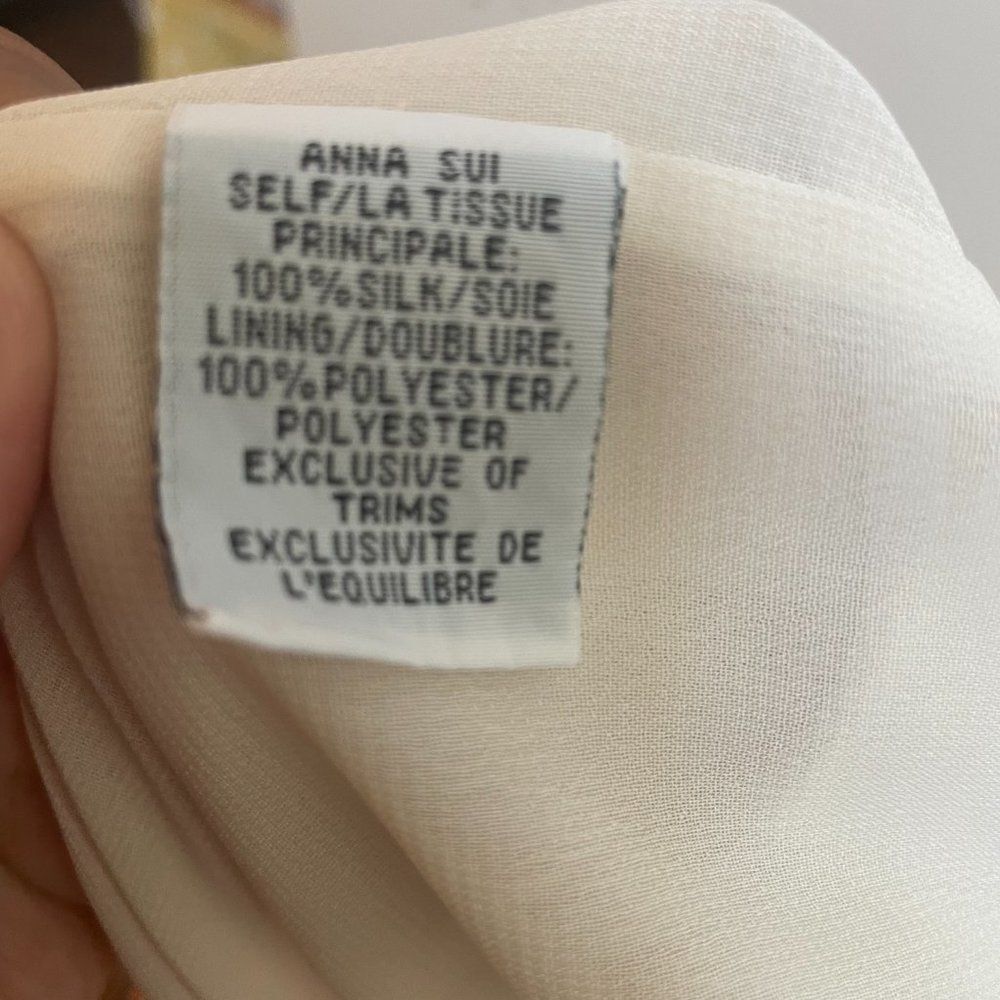 ANNA SUI
SELF/LA TISSUE
PRINCIPALE:
100%SILK/SOIE
LINING/DOUBLURE:
100%POLYESTER/
POLYESTER
EXCLUSIVE OF
TRIMS
EXCLUSIVITE DE
L'EQUILIBRE